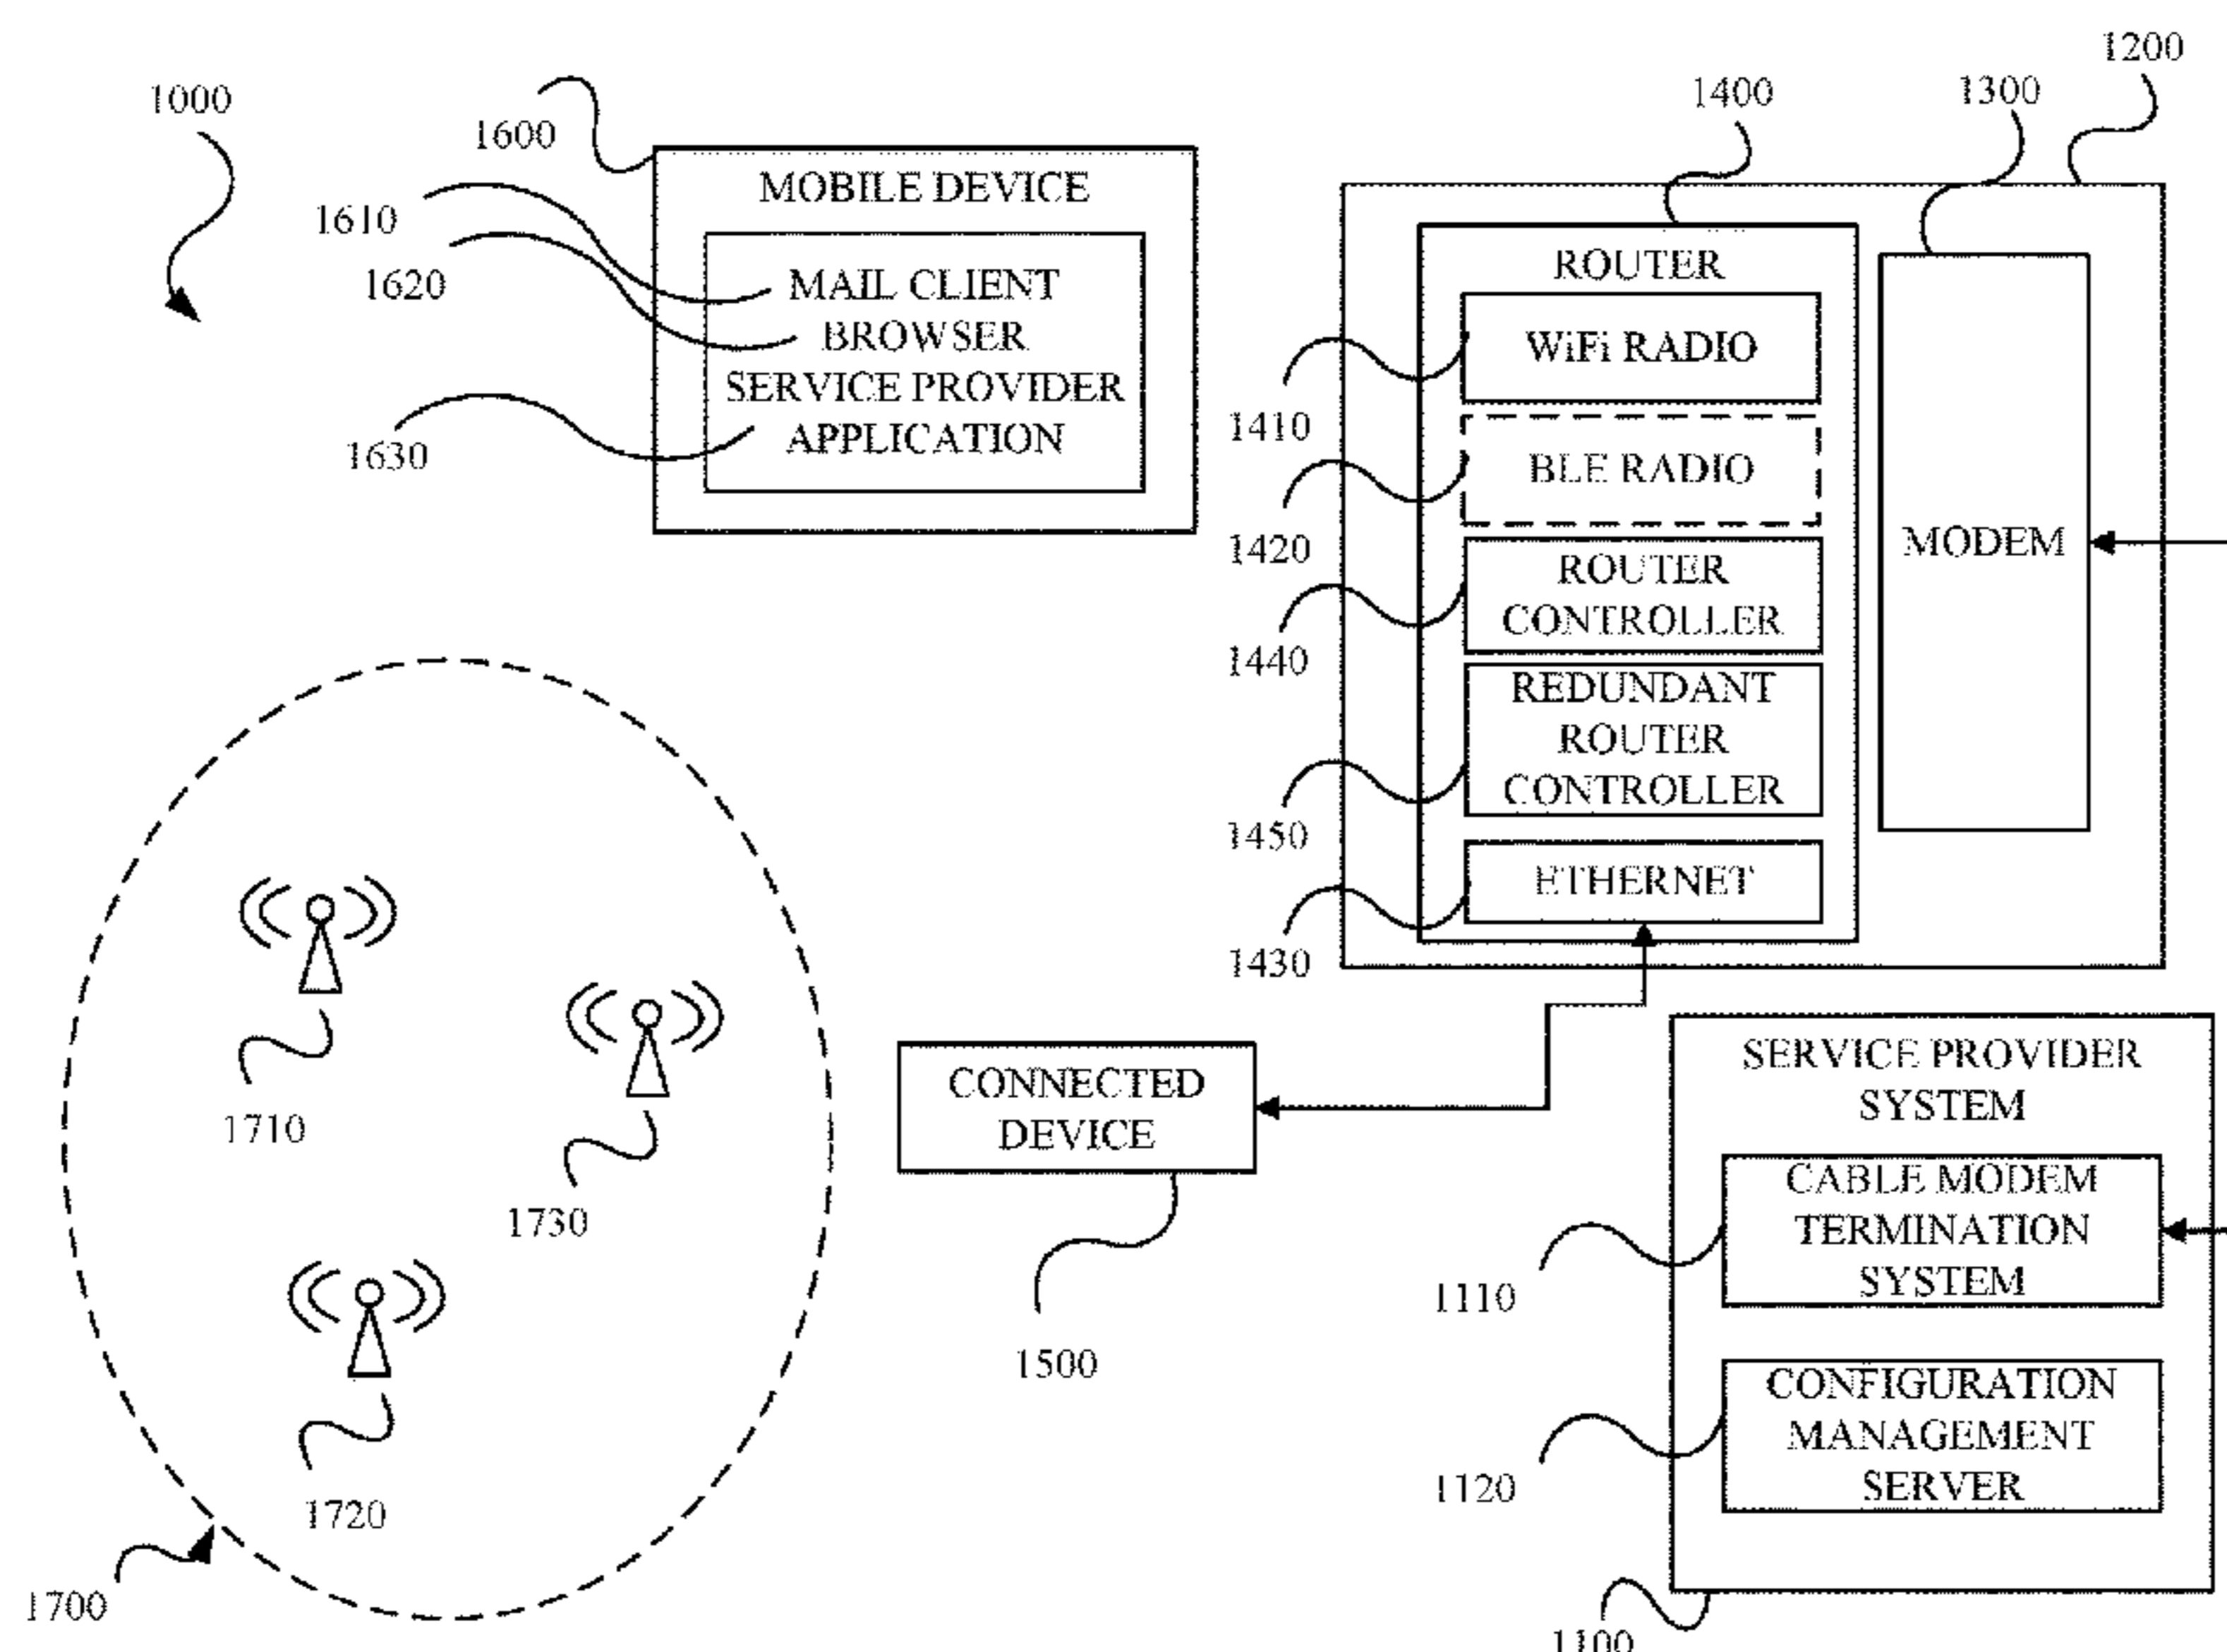 1000
1600
1610
1620
1630
MOBILE DEVICE
MAIL CLIENT
BROWSER
SERVICE PROVIDER
APPLICATION
1200
1300
1400
ROUTER
WiFi RADIO
1410
BLE RADIO
1420
ROUTER
CONTROLLER
1440
REDUNDANT
ROUTER
CONTROLLER
1450
ETHERNET
1430
MODEM
1710
1730
1720
1700
CONNECTED
DEVICE
1500
SERVICE PROVIDER
SYSTEM
CABLE MODEM
TERMINATION
SYSTEM
1110
CONFIGURATION
MANAGEMENT
SERVER
1120
1100